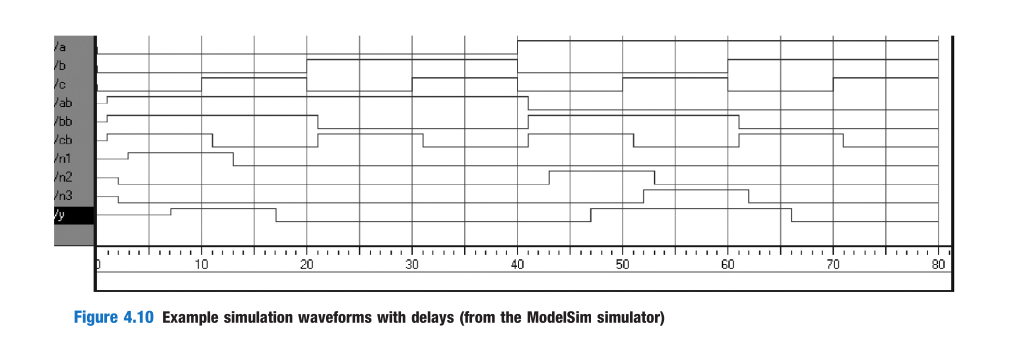 /a
/b
/c
/ab
/bb
/cb
/n1
/n2
/n3
/y
0 10 20 30 40 50 60 70 80
Figure 4.10 Example simulation waveforms with delays (from the ModelSim simulator)